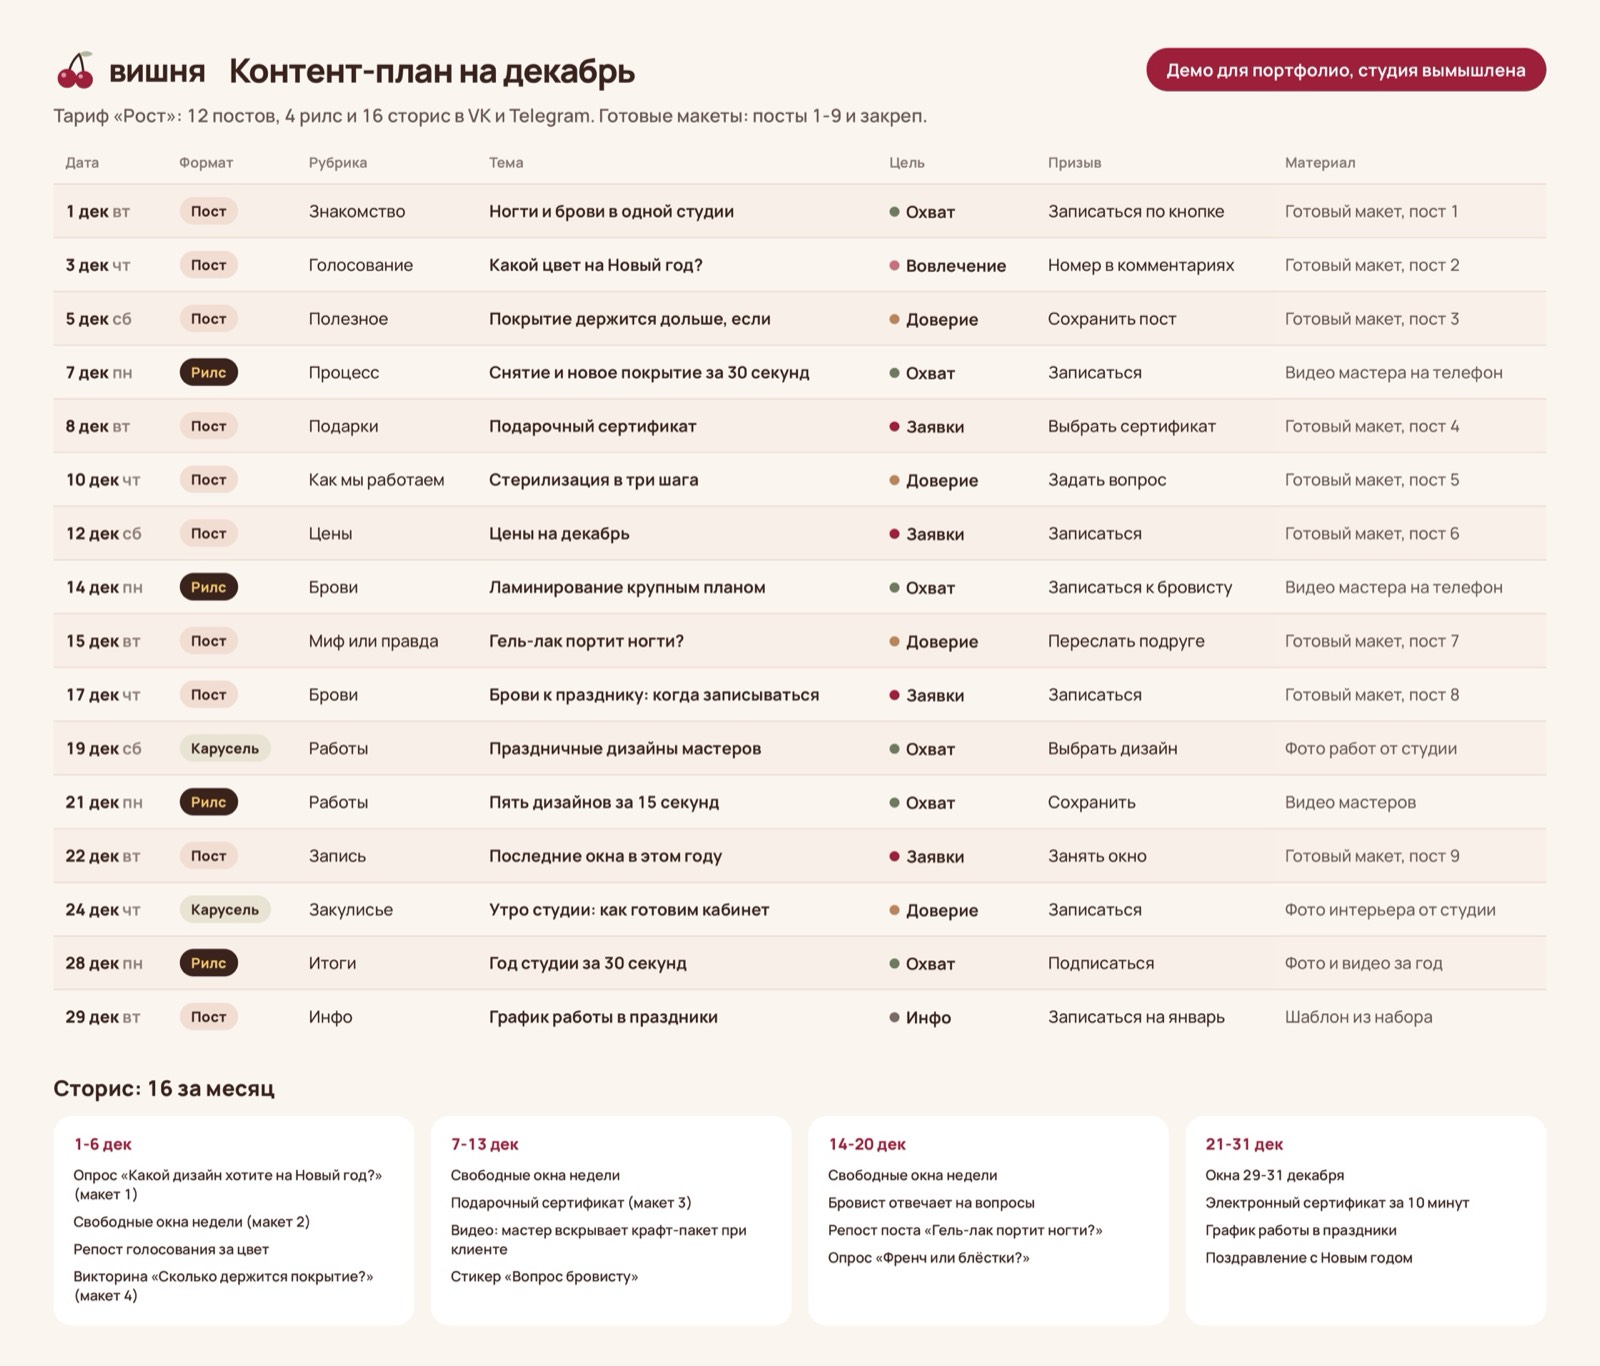 вишня Контент-план на декабрь
Демо для портфолио, студия вымышлена
Тариф «Рост»: 12 постов, 4 рилс и 16 сторис в VK и Telegram. Готовые макеты: посты 1-9 и закреп.
Дата Формат Рубрика Тема Цель Призыв Материал
1 дек вт Пост Знакомство Ногти и брови в одной студии Охват Записаться по кнопке Готовый макет, пост 1
3 дек чт Пост Голосование Какой цвет на Новый год? Вовлечение Номер в комментариях Готовый макет, пост 2
5 дек сб Пост Полезное Покрытие держится дольше, если Доверие Сохранить пост Готовый макет, пост 3
7 дек пн Рилс Процесс Снятие и новое покрытие за 30 секунд Охват Записаться Видео мастера на телефон
8 дек вт Пост Подарки Подарочный сертификат Заявки Выбрать сертификат Готовый макет, пост 4
10 дек чт Пост Как мы работаем Стерилизация в три шага Доверие Задать вопрос Готовый макет, пост 5
12 дек сб Пост Цены Цены на декабрь Заявки Записаться Готовый макет, пост 6
14 дек пн Рилс Брови Ламинирование крупным планом Охват Записаться к бровисту Видео мастера на телефон
15 дек вт Пост Миф или правда Гель-лак портит ногти? Доверие Переслать подруге Готовый макет, пост 7
17 дек чт Пост Брови Брови к празднику: когда записываться Заявки Записаться Готовый макет, пост 8
19 дек сб Карусель Работы Праздничные дизайны мастеров Охват Выбрать дизайн Фото работ от студии
21 дек пн Рилс Работы Пять дизайнов за 15 секунд Охват Сохранить Видео мастеров
22 дек вт Пост Запись Последние окна в этом году Заявки Занять окно Готовый макет, пост 9
24 дек чт Карусель Закулисье Утро студии: как готовим кабинет Доверие Записаться Фото интерьера от студии
28 дек пн Рилс Итоги Год студии за 30 секунд Охват Подписаться Фото и видео за год
29 дек вт Пост Инфо График работы в праздники Инфо Записаться на январь Шаблон из набора
Сторис: 16 за месяц
1-6 дек
Опрос «Какой дизайн хотите на Новый год?»
(макет 1)
Свободные окна недели (макет 2)
Репост голосования за цвет
Викторина «Сколько держится покрытие?»
(макет 4)
7-13 дек
Свободные окна недели
Подарочный сертификат (макет 3)
Видео: мастер вскрывает крафт-пакет при
клиенте
Стикер «Вопрос бровисту»
14-20 дек
Свободные окна недели
Бровист отвечает на вопросы
Репост поста «Гель-лак портит ногти?»
Опрос «Френч или блёстки?»
21-31 дек
Окна 29-31 декабря
Электронный сертификат за 10 минут
График работы в праздники
Поздравление с Новым годом